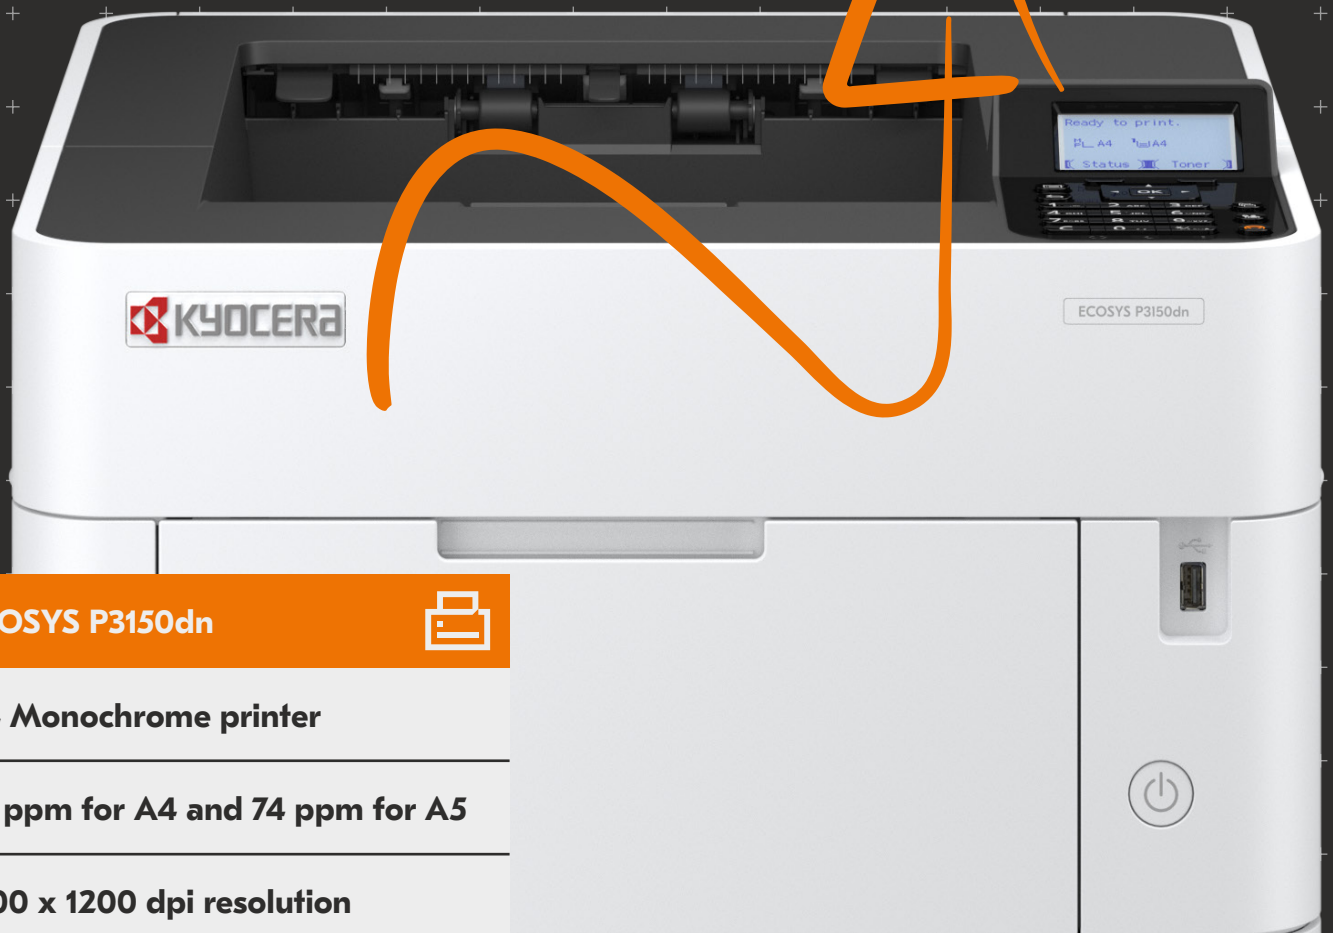 Ready to print.
A4 A4
Status Toner
OK
KYOCERA
ECOSYS P3150dn
OSYS P3150dn
Monochrome printer
ppm for A4 and 74 ppm for A5
00 x 1200 dpi resolution